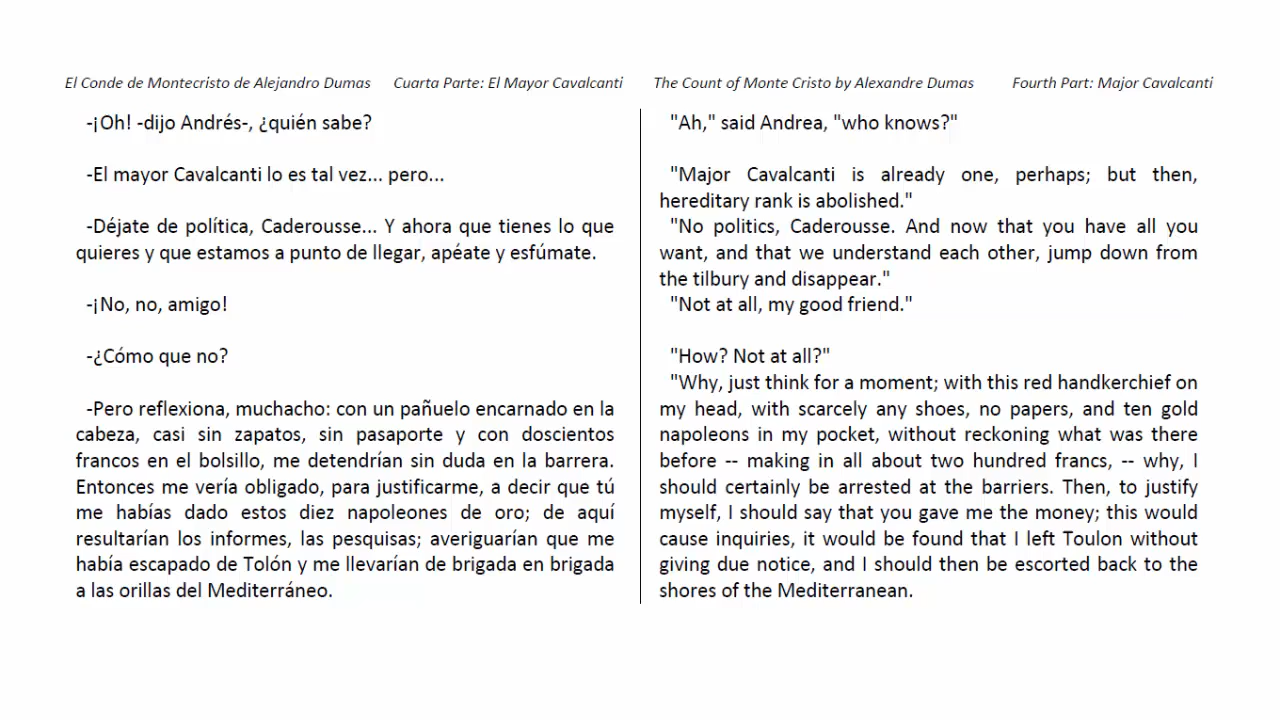 El Conde de Montecristo de Alejandro Dumas Cuarta Parte: El Mayor Cavalcanti
-¡Oh! -dijo Andrés-, ¿quién sabe?
-El mayor Cavalcanti lo es tal vez... pero...
-Déjate de política, Caderousse... Y ahora que tienes lo que
quieres y que estamos a punto de llegar, apéate y esfúmate.
-¡No, no, amigo!
-¿Cómo que no?
-Pero reflexiona, muchacho: con un pañuelo encarnado en la
cabeza, casi sin zapatos, sin pasaporte y con doscientos
francos en el bolsillo, me detendrían sin duda en la barrera.
Entonces me vería obligado, para justificarme, a decir que tú
me habías dado estos diez napoleones de oro; de aquí
resultarían los informes, las pesquisas; averiguarían que me
había escapado de Tolón y me llevarían de brigada en brigada
a las orillas del Mediterráneo.
The Count of Monte Cristo by Alexandre Dumas Fourth Part: Major Cavalcanti
"Ah," said Andrea, "who knows?"
"Major Cavalcanti is already one, perhaps; but then,
hereditary rank is abolished."
"No politics, Caderousse. And now that you have all you
want, and that we understand each other, jump down from
the tilbury and disappear."
"Not at all, my good friend."
"How? Not at all?"
"Why, just think for a moment; with this red handkerchief on
my head, with scarcely any shoes, no papers, and ten gold
napoleons in my pocket, without reckoning what was there
before -- making in all about two hundred francs, -- why, I
should certainly be arrested at the barriers. Then, to justify
myself, I should say that you gave me the money; this would
cause inquiries, it would be found that I left Toulon without
giving due notice, and I should then be escorted back to the
shores of the Mediterranean.